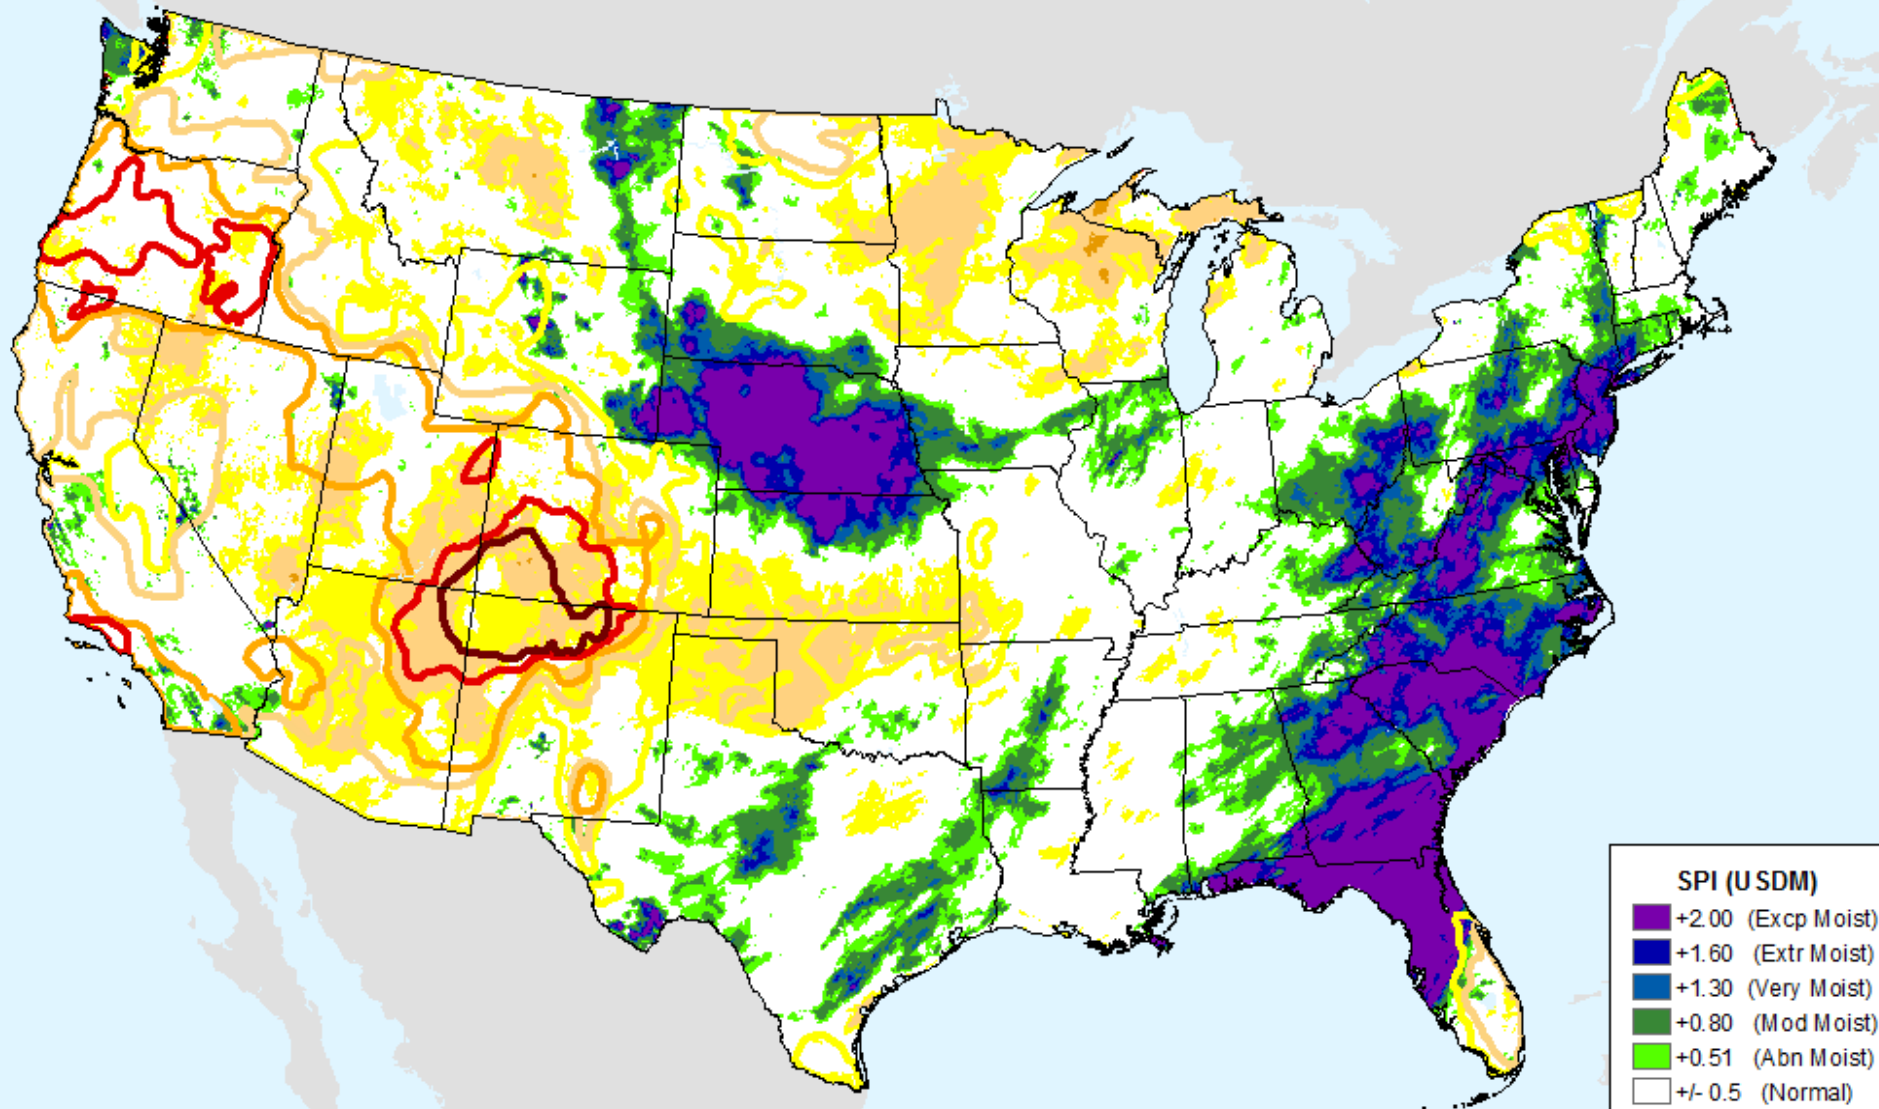 SPI (USDM)
+2.00 (Excp Moist)
+1.60 (Extr Moist)
+1.30 (Very Moist)
+0.80 (Mod Moist)
+0.51 (Abn Moist)
+/- 0.5 (Normal)